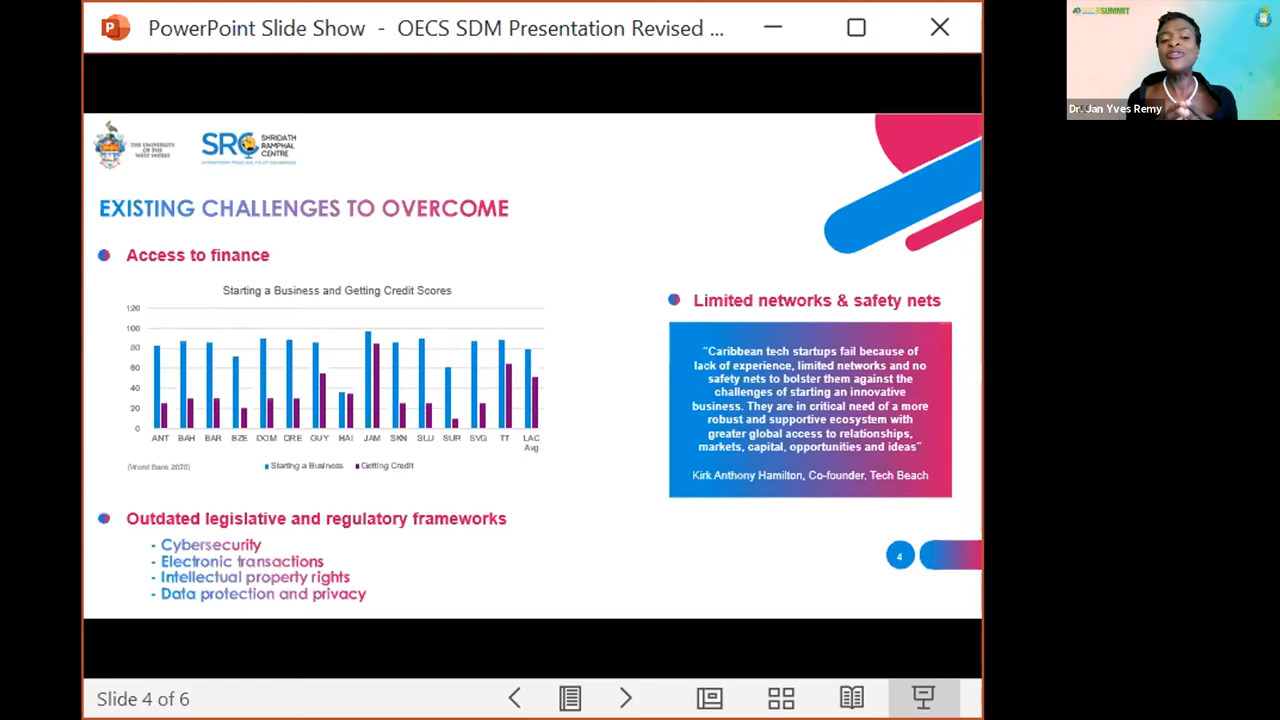 PowerPoint Slide Show - OECS SDM Presentation Revised ...
SUMMIT
Dr. Jan Yves Remy
THE UNIVERSITY
OF THE
WEST INDIES
SRC
SHRIDATH
RAMPHAL
CENTRE
EXISTING CHALLENGES TO OVERCOME
Access to finance
Starting a Business and Getting Credit Scores
120
100
80
60
40
20
0
ANT BAH BAR BZE DOM GRE GUY HAI JAM SKN SLU SUR SVG TT LAC
Avg
(World Bank 2020)
Starting a Business Getting Credit
Outdated legislative and regulatory frameworks
- Cybersecurity
- Electronic transactions
- Intellectual property rights
- Data protection and privacy
Limited networks & safety nets
“Caribbean tech startups fail because of
lack of experience, limited networks and no
safety nets to bolster them against the
challenges of starting an innovative
business. They are in critical need of a more
robust and supportive ecosystem with
greater global access to relationships,
markets, capital, opportunities and ideas”
Kirk Anthony Hamilton, Co-founder, Tech Beach
4
Slide 4 of 6